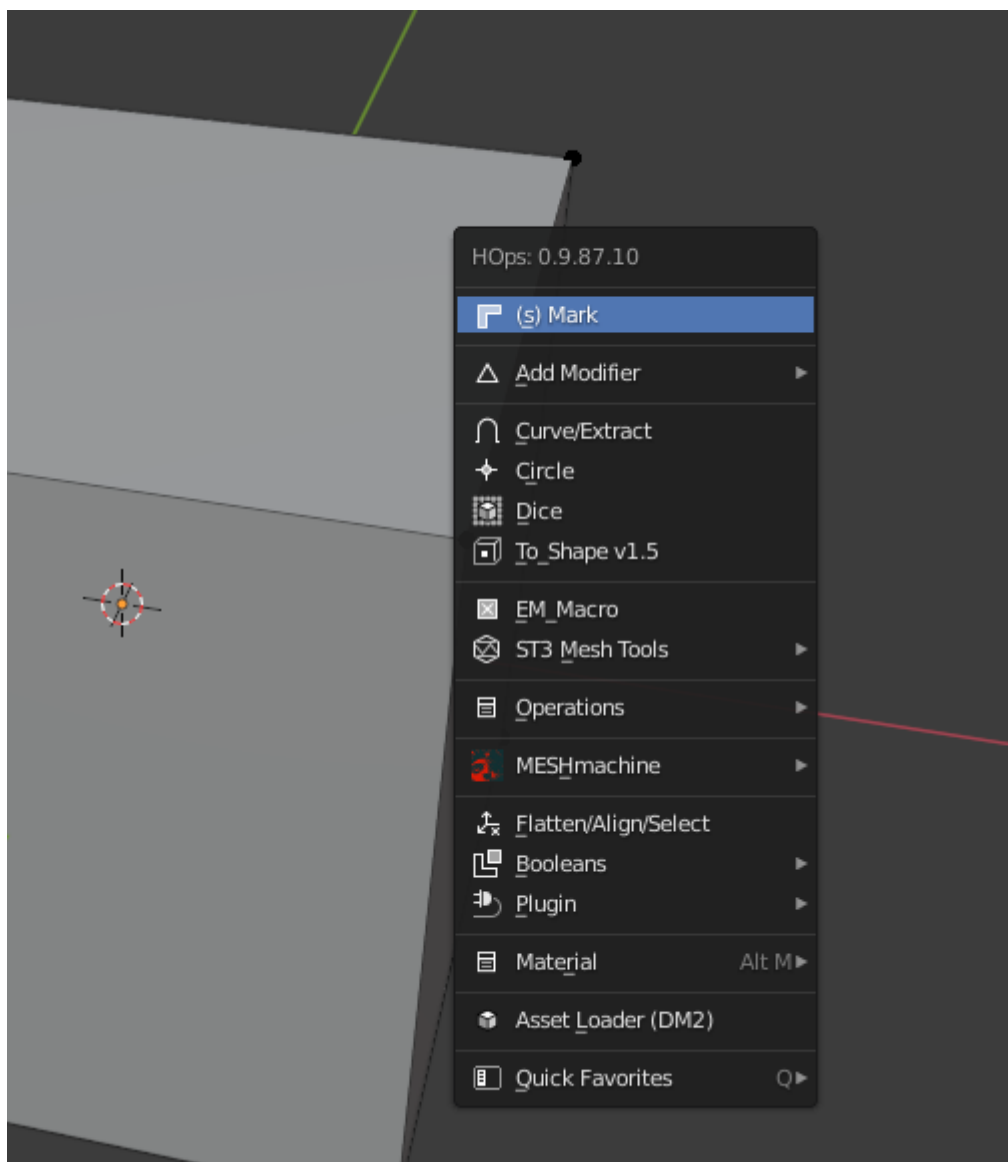 HOps: 0.9.87.10
(s) Mark
Add Modifier
Curve/Extract
Circle
Dice
To_Shape v1.5
EM_Macro
ST3 Mesh Tools
Operations
MESHmachine
Flatten/Align/Select
Booleans
Plugin
Material Alt M
Asset Loader (DM2)
Quick Favorites Q